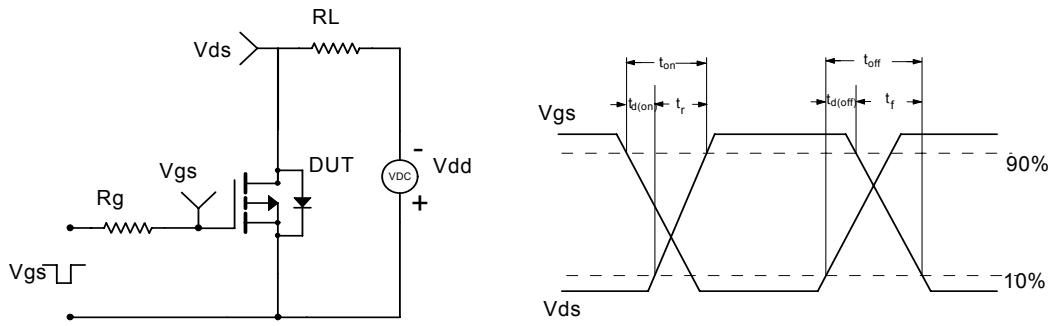 RL
Vds
Vgs
DUT
VDC
-
+
Vdd
Rg
Vgs
ton
toff
td(on)
tr
td(off)
tf
Vgs
90%
10%
Vds